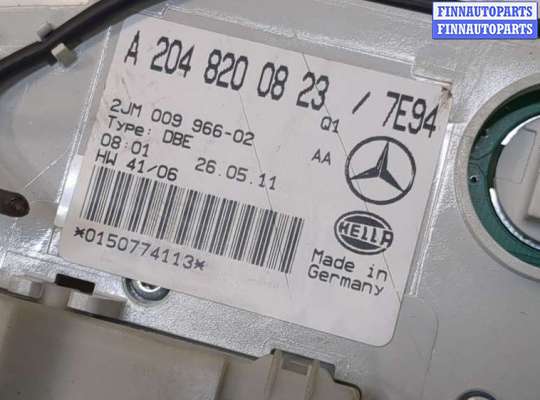 FINNAUTOPARTS
FINNAUTOPARTS
A 204 820 08 23 / 7E94
2JM 009 966-02 Q1
Type: DBE AA
08:01
HW 41/06 26.05.11
HELLA
*0150774113*
Made in
Germany